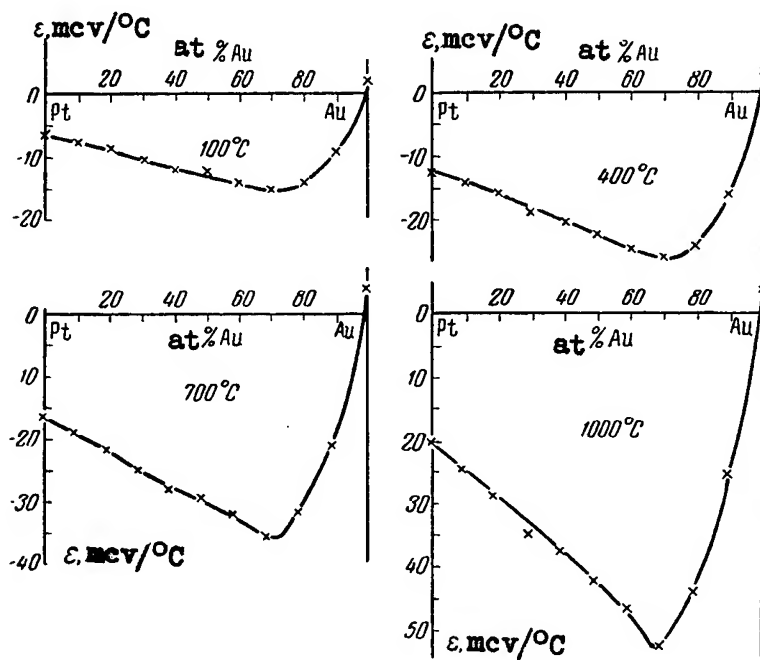 ε, mcv/°C
at % Au
20 40 60 80
0
Pt Au
-10
100°C
-20
ε, mcv/°C
at % Au
20 40 60 80
0
Pt Au
-10
400°C
-20
20 40 60 80
0
Pt Au
at % Au
10
700°C
-20
-30
-40
ε, mcv/°C
20 40 60 80
0
Pt Au
at % Au
10
1000°C
20
30
40
50
ε, mcv/°C